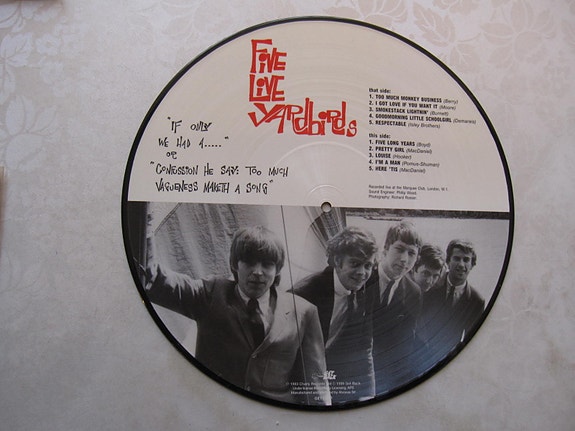 FIVE
LIVE
YARDBIRDS
"IF ONLY
WE HAD A....."
OR
"CONFUSSION HE SAY: TOO MUCH
VAGUENESS MAKETH A SONG"
that side:
1. TOO MUCH MONKEY BUSINESS (Berry)
2. I GOT LOVE IF YOU WANT IT (Moore)
3. SMOKESTACK LIGHTNIN' (Burnett)
4. GOODMORNING LITTLE SCHOOLGIRL (Demarais)
5. RESPECTABLE (Isley Brothers)
this side:
1. FIVE LONG YEARS (Boyd)
2. PRETTY GIRL (MacDaniel)
3. LOUISE (Hooker)
4. I'M A MAN (Pomus-Shuman)
5. HERE 'TIS (MacDaniel)
Recorded live at the Marquee Club, London, W.1.
Sound Engineer: Philip Wood.
Photography: Richard Rosser.